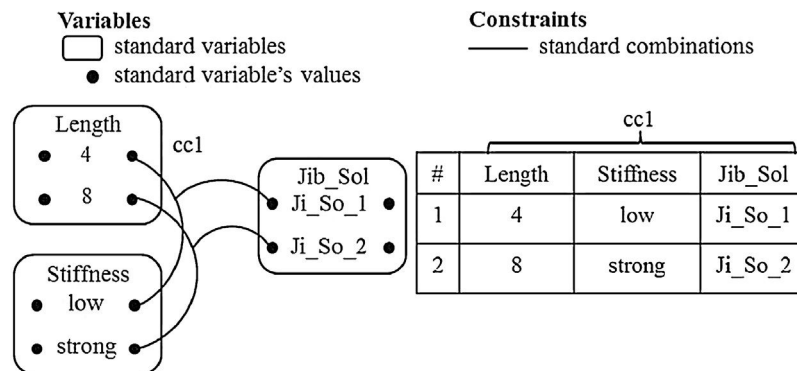 Variables
standard variables
standard variable's values
Constraints
standard combinations
Length
4
8
cc1
Stiffness
low
strong
Jib_Sol
Ji_So_1
Ji_So_2
cc1
# Length Stiffness Jib_Sol
1 4 low Ji_So_1
2 8 strong Ji_So_2